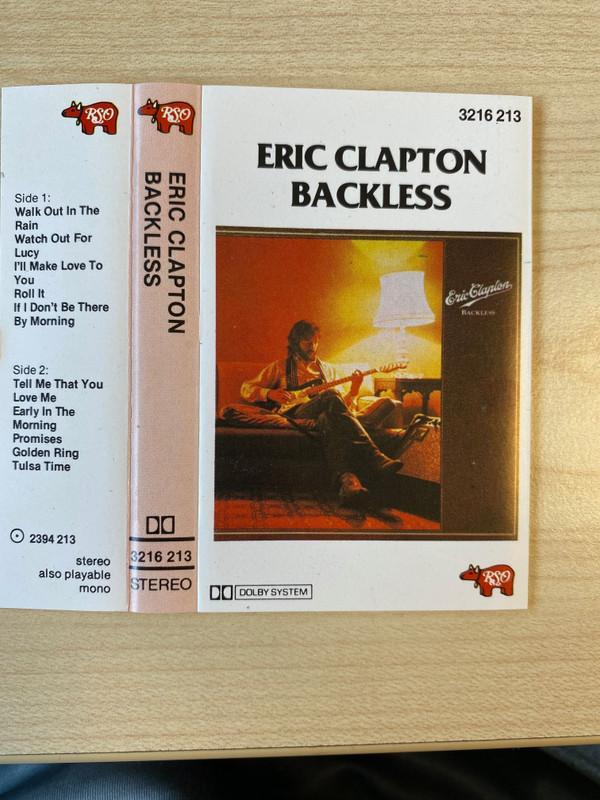 RSO
Side 1:
Walk Out In The
Rain
Watch Out For
Lucy
I'll Make Love To
You
Roll It
If I Don't Be There
By Morning
Side 2:
Tell Me That You
Love Me
Early In The
Morning
Promises
Golden Ring
Tulsa Time
2394 213
stereo
also playable
mono
RSO
ERIC CLAPTON
BACKLESS
3216 213
STEREO
3216 213
ERIC CLAPTON
BACKLESS
Eric Clapton
BACKLESS
DOLBY SYSTEM
RSO